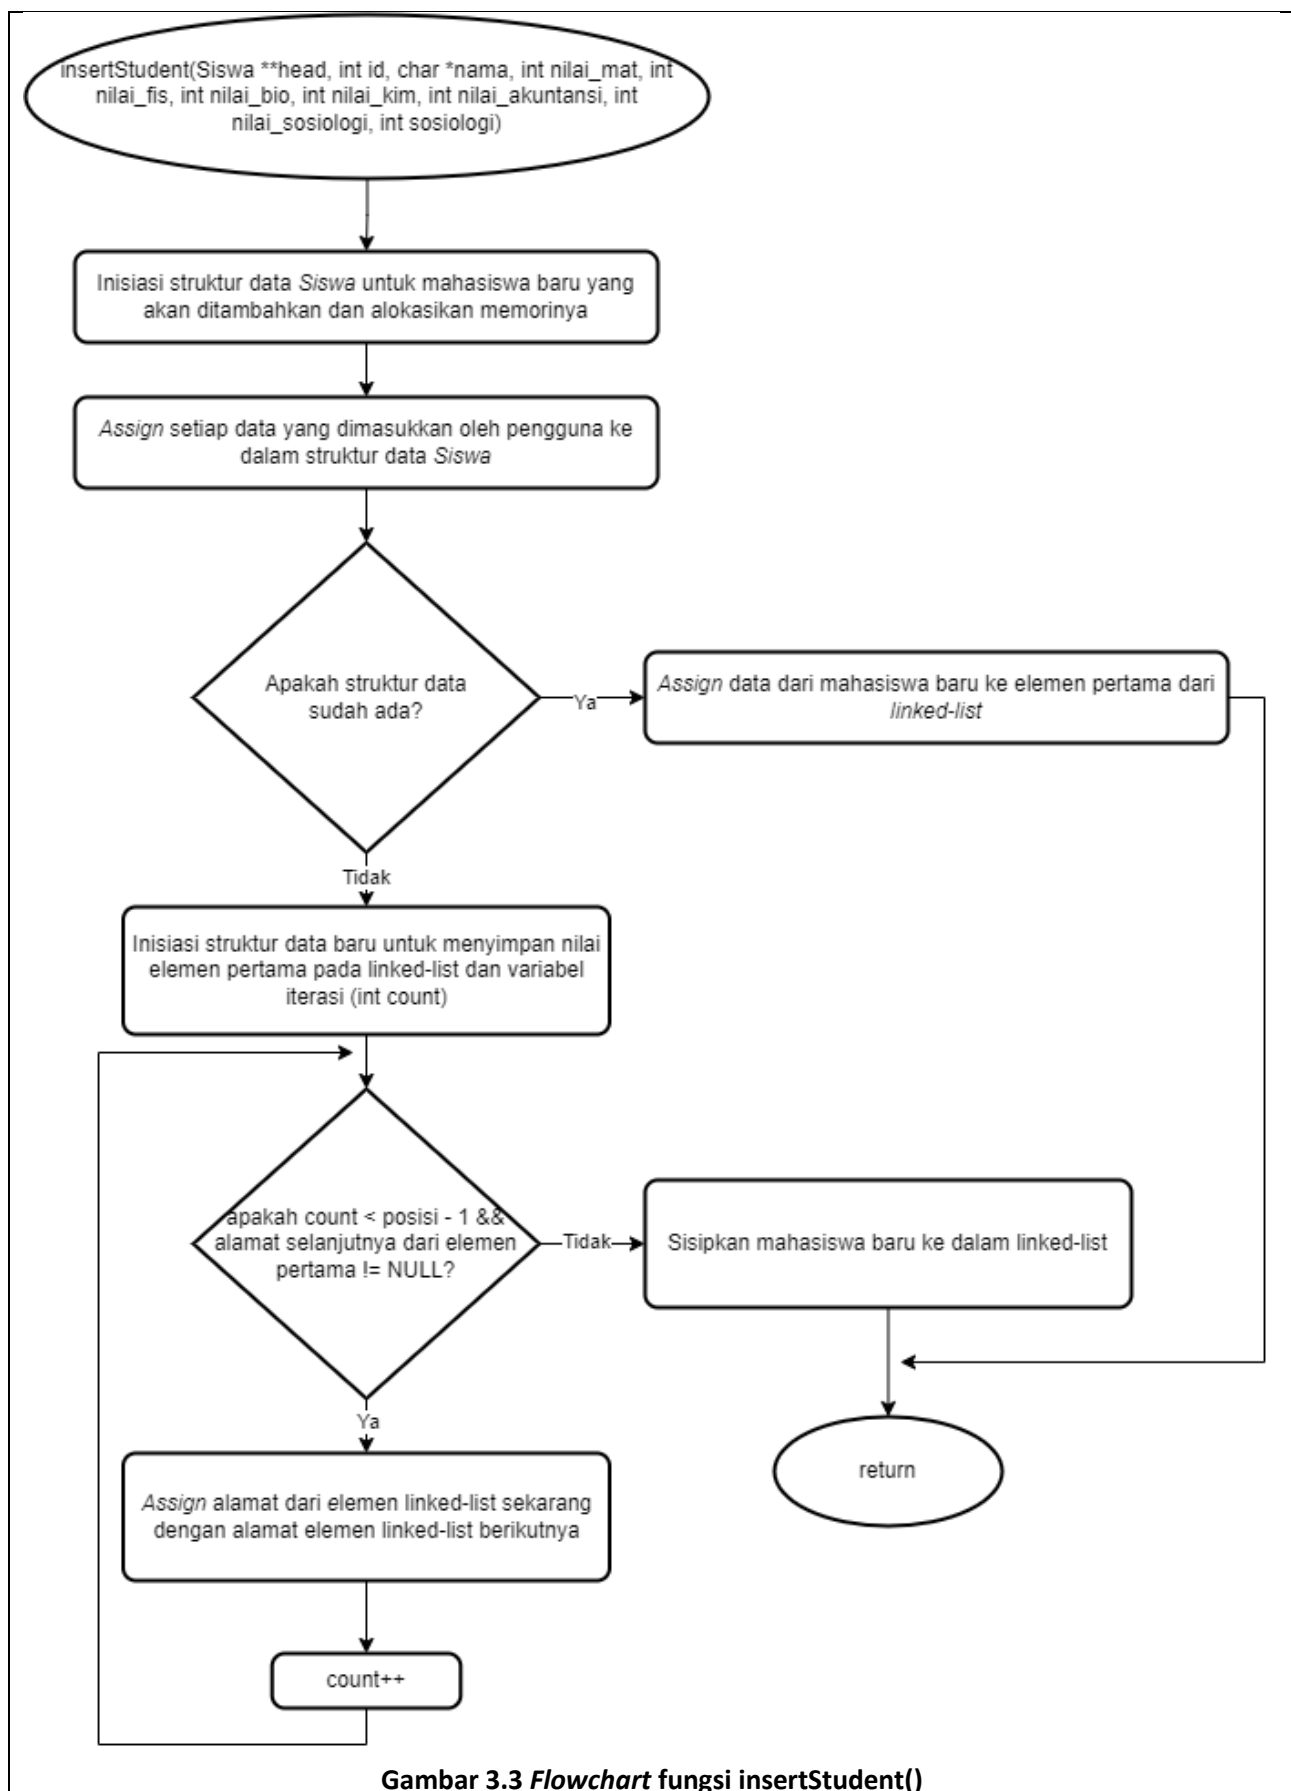 insertStudent(Siswa **head, int id, char *nama, int nilai_mat, int
nilai_fis, int nilai_bio, int nilai_kim, int nilai_akuntansi, int
nilai_sosiologi, int sosiologi)
Inisiasi struktur data Siswa untuk mahasiswa baru yang
akan ditambahkan dan alokasikan memorinya
Assign setiap data yang dimasukkan oleh pengguna ke
dalam struktur data Siswa
Apakah struktur data
sudah ada?
Ya
Assign data dari mahasiswa baru ke elemen pertama dari
linked-list
Tidak
Inisiasi struktur data baru untuk menyimpan nilai
elemen pertama pada linked-list dan variabel
iterasi (int count)
apakah count < posisi - 1 &&
alamat selanjutnya dari elemen
pertama != NULL?
Tidak
Sisipkan mahasiswa baru ke dalam linked-list
Ya
return
Assign alamat dari elemen linked-list sekarang
dengan alamat elemen linked-list berikutnya
count++
Gambar 3.3 Flowchart fungsi insertStudent()